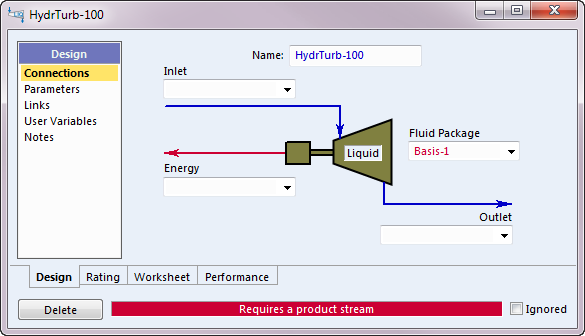 HydrTurb-100
Design
Name: HydrTurb-100
Connections
Parameters
Links
User Variables
Notes
Inlet
Liquid
Fluid Package
Basis-1
Energy
Outlet
Design Rating Worksheet Performance
Delete
Requires a product stream
Ignored